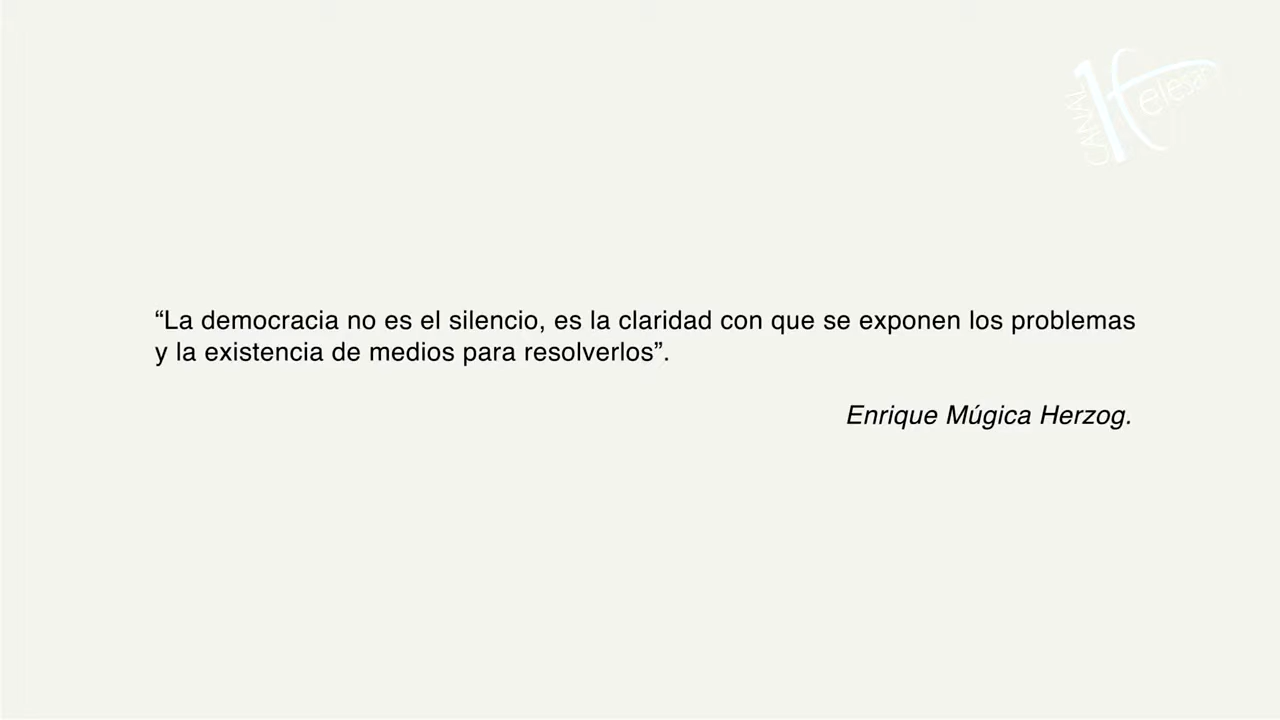 CANAL
“La democracia no es el silencio, es la claridad con que se exponen los problemas
y la existencia de medios para resolverlos”.
Enrique Múgica Herzog.